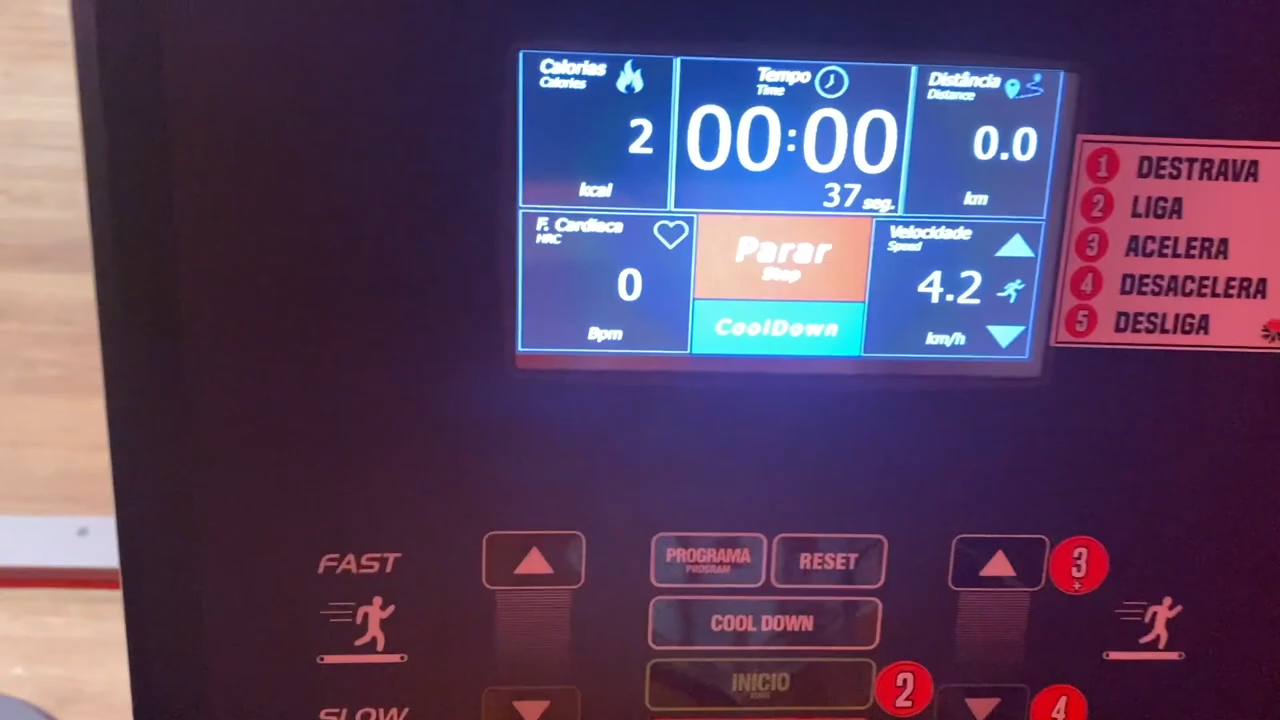 Calorias
Calories
2
kcal
Tempo
Time
00:00
37 seg.
Distância
Distance
0.0
km
F. Cardíaca
HRC
0
Bpm
Parar
Stop
CoolDown
Velocidade
Speed
4.2
km/h
1 DESTRAVA
2 LIGA
3 ACELERA
4 DESACELERA
5 DESLIGA
FAST
PROGRAMA
PROGRAM
RESET
3
+
COOL DOWN
INÍCIO
2
SLOW
4